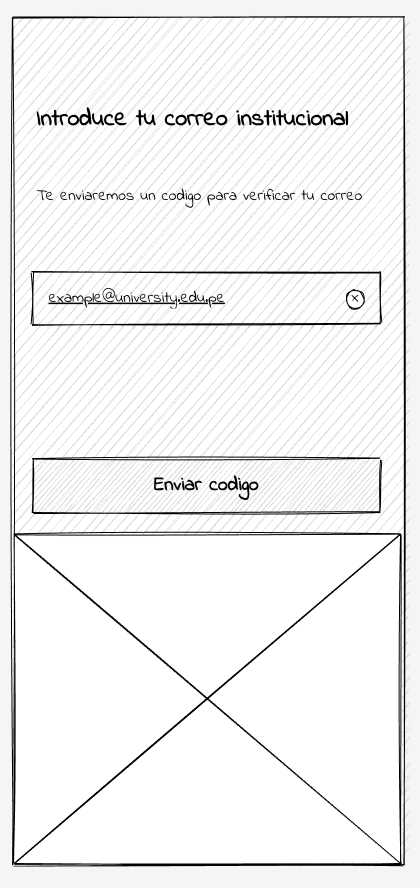 Introduce tu correo institucional
Te enviaremos un codigo para verificar tu correo
example@university.edu.pe
Enviar codigo